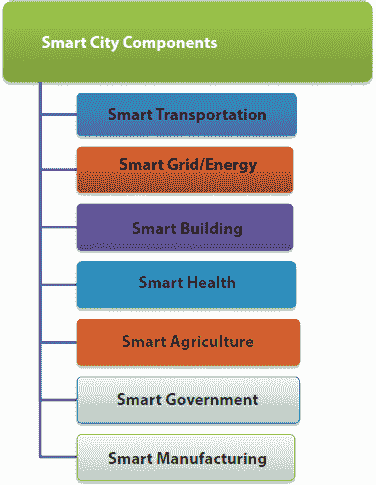 Smart City Components
Smart Transportation
Smart Grid/Energy
Smart Building
Smart Health
Smart Agriculture
Smart Government
Smart Manufacturing